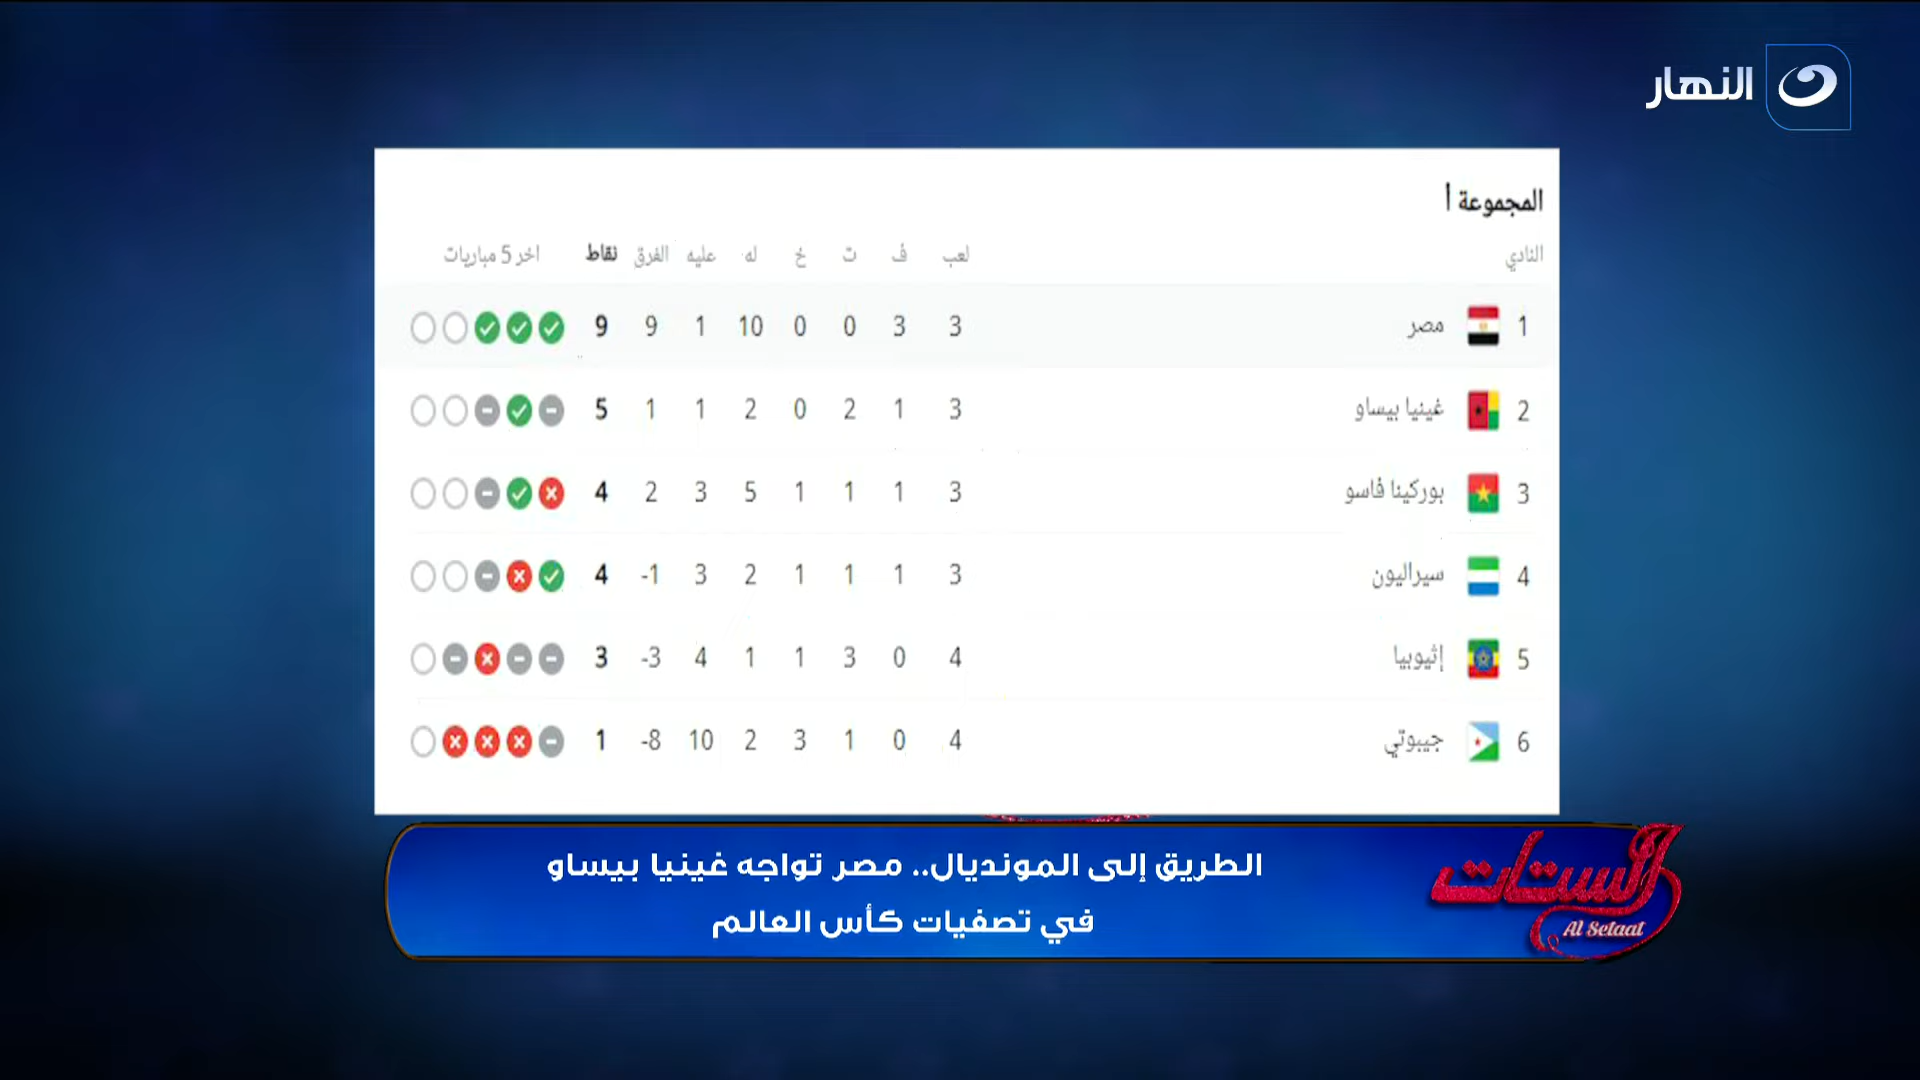 النهار
المجموعة أ
النادي لعب ف ت خ له عليه الفرق نقاط اخر 5 مباريات
1 مصر 3 3 0 0 10 1 9 9
2 غينيا بيساو 3 1 2 0 2 1 1 5
3 بوركينا فاسو 3 1 1 1 5 3 2 4
4 سيراليون 3 1 1 1 2 3 -1 4
5 إثيوبيا 4 0 3 1 1 4 -3 3
6 جيبوتي 4 0 1 3 2 10 -8 1
الستات
Al Setaat
الطريق إلى المونديال.. مصر تواجه غينيا بيساو
في تصفيات كأس العالم